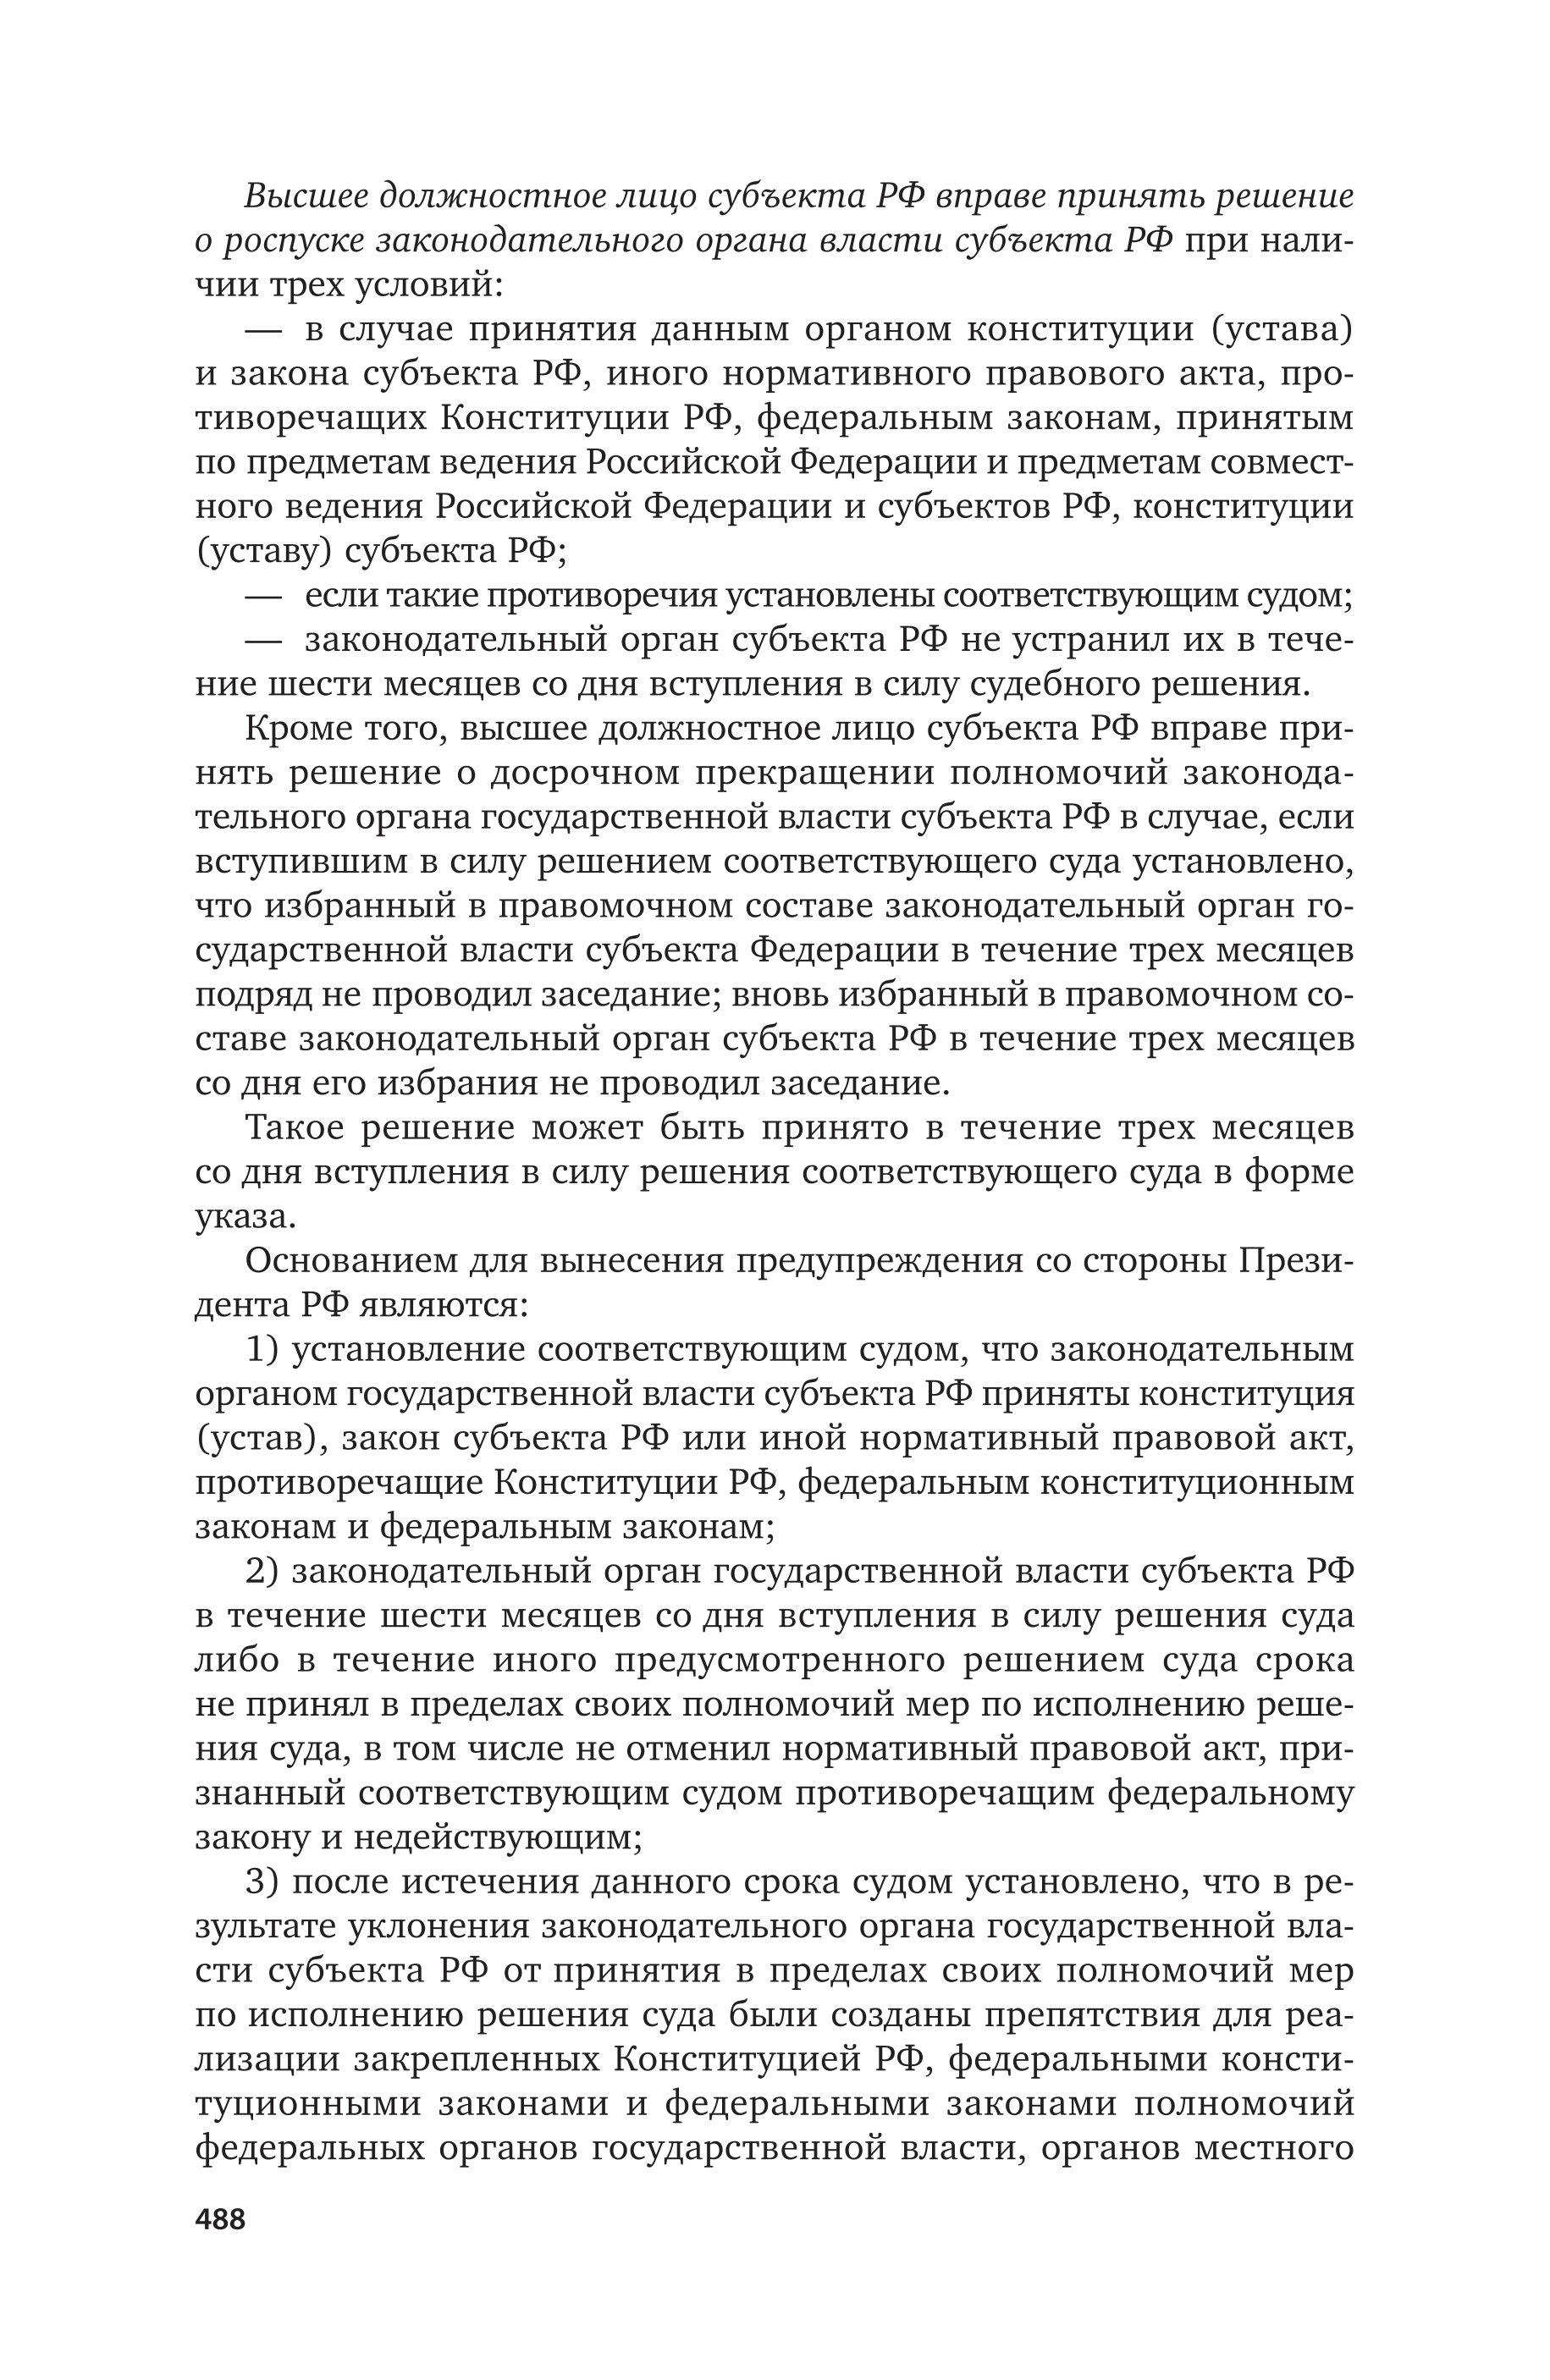 Высшее должностное лицо субъекта РФ вправе принять решение
о роспуске законодательного органа власти субъекта РФ при нали-
чии трех условий:
— в случае принятия данным органом конституции (устава)
и закона субъекта РФ, иного нормативного правового акта, про-
тиворечащих Конституции РФ, федеральным законам, принятым
по предметам ведения Российской Федерации и предметам совмест-
ного ведения Российской Федерации и субъектов РФ, конституции
(уставу) субъекта РФ;
— если такие противоречия установлены соответствующим судом;
— законодательный орган субъекта РФ не устранил их в тече-
ние шести месяцев со дня вступления в силу судебного решения.
Кроме того, высшее должностное лицо субъекта РФ вправе при-
нять решение о досрочном прекращении полномочий законода-
тельного органа государственной власти субъекта РФ в случае, если
вступившим в силу решением соответствующего суда установлено,
что избранный в правомочном составе законодательный орган го-
сударственной власти субъекта Федерации в течение трех месяцев
подряд не проводил заседание; вновь избранный в правомочном со-
ставе законодательный орган субъекта РФ в течение трех месяцев
со дня его избрания не проводил заседание.
Такое решение может быть принято в течение трех месяцев
со дня вступления в силу решения соответствующего суда в форме
указа.
Основанием для вынесения предупреждения со стороны Прези-
дента РФ являются:
1) установление соответствующим судом, что законодательным
органом государственной власти субъекта РФ приняты конституция
(устав), закон субъекта РФ или иной нормативный правовой акт,
противоречащие Конституции РФ, федеральным конституционным
законам и федеральным законам;
2) законодательный орган государственной власти субъекта РФ
в течение шести месяцев со дня вступления в силу решения суда
либо в течение иного предусмотренного решением суда срока
не принял в пределах своих полномочий мер по исполнению реше-
ния суда, в том числе не отменил нормативный правовой акт, при-
знанный соответствующим судом противоречащим федеральному
закону и недействующим;
3) после истечения данного срока судом установлено, что в ре-
зультате уклонения законодательного органа государственной вла-
сти субъекта РФ от принятия в пределах своих полномочий мер
по исполнению решения суда были созданы препятствия для реа-
лизации закрепленных Конституцией РФ, федеральными консти-
туционными законами и федеральными законами полномочий
федеральных органов государственной власти, органов местного
488